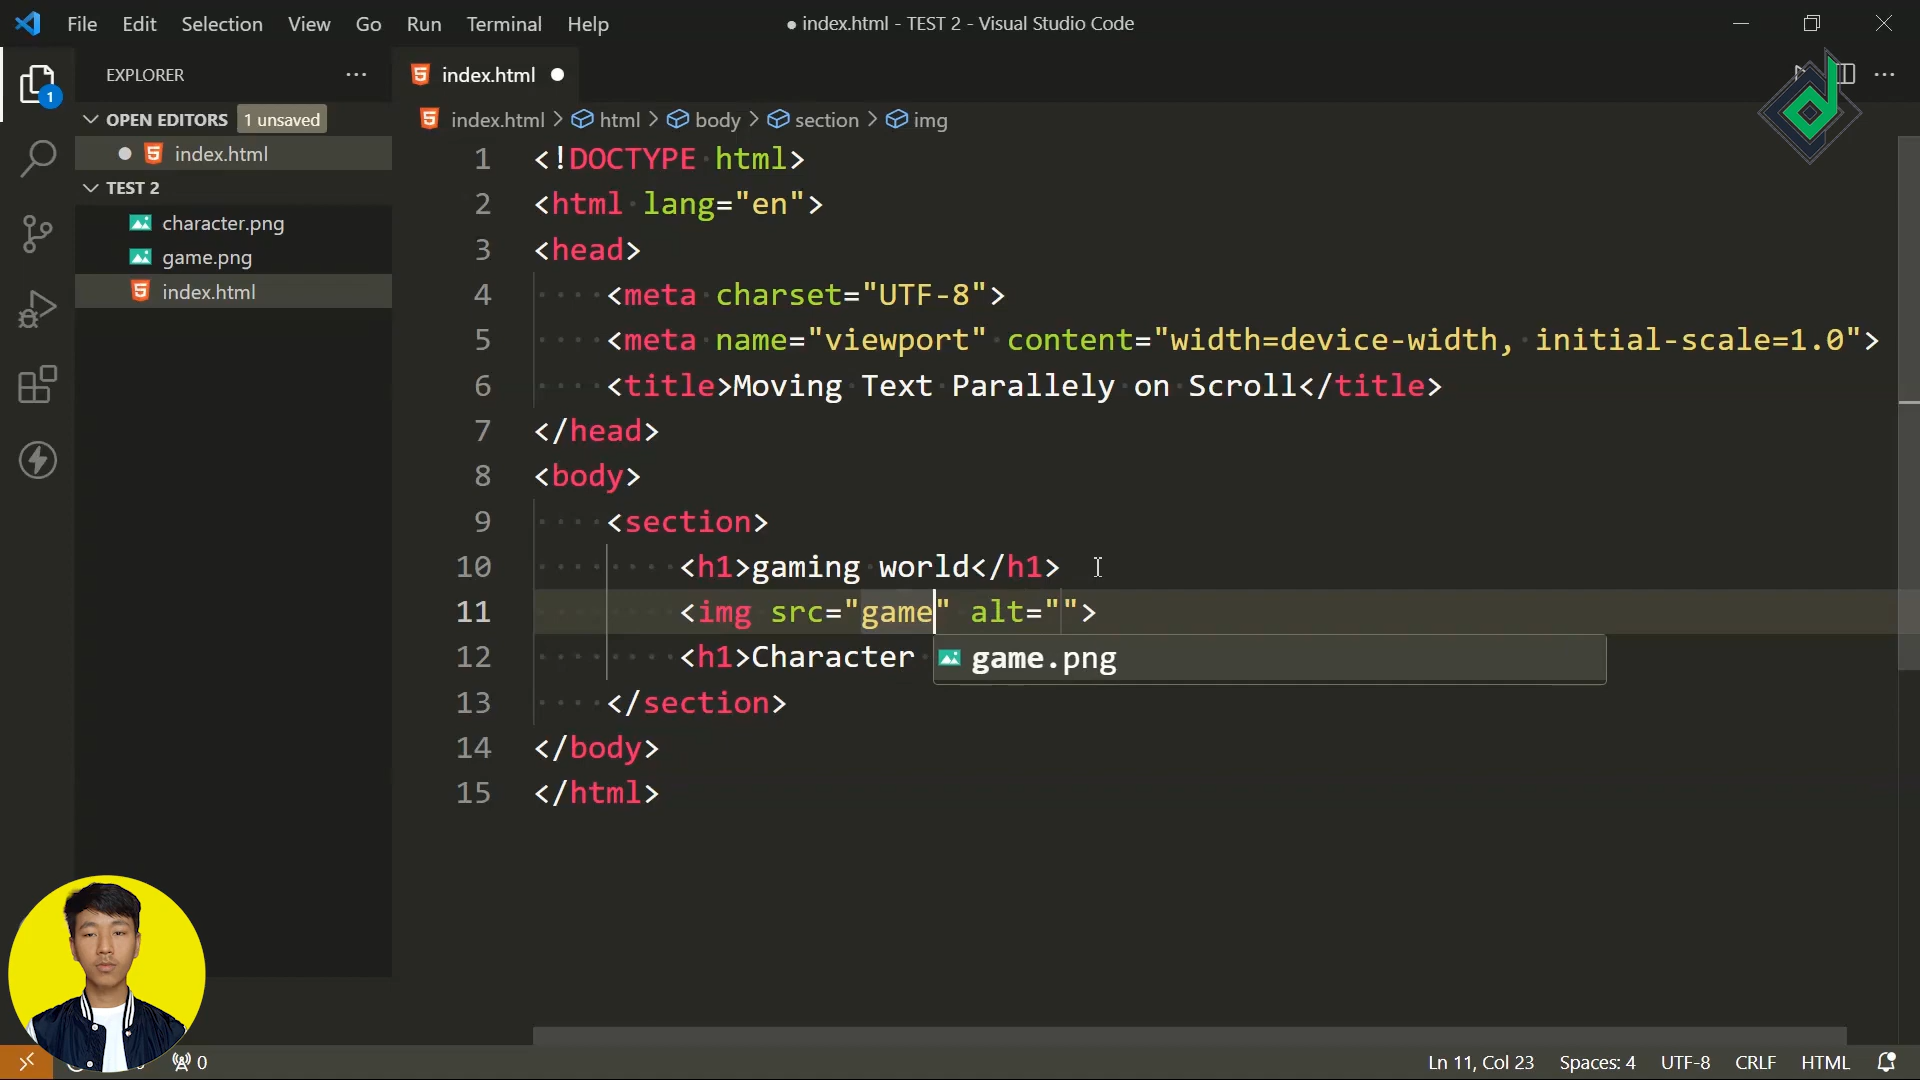 File Edit Selection View Go Run Terminal Help
● index.html - TEST 2 - Visual Studio Code
EXPLORER
1
OPEN EDITORS 1 unsaved
index.html
TEST 2
character.png
game.png
index.html
index.html
index.html > html > body > section > img
1 <!DOCTYPE html>
2 <html lang="en">
3 <head>
4 <meta charset="UTF-8">
5 <meta name="viewport" content="width=device-width, initial-scale=1.0">
6 <title>Moving Text Parallely on Scroll</title>
7 </head>
8 <body>
9 <section>
10 <h1>gaming world</h1>
11 <img src="game" alt="">
12 <h1>Character
game.png
13 </section>
14 </body>
15 </html>
0
Ln 11, Col 23 Spaces: 4 UTF-8 CRLF HTML